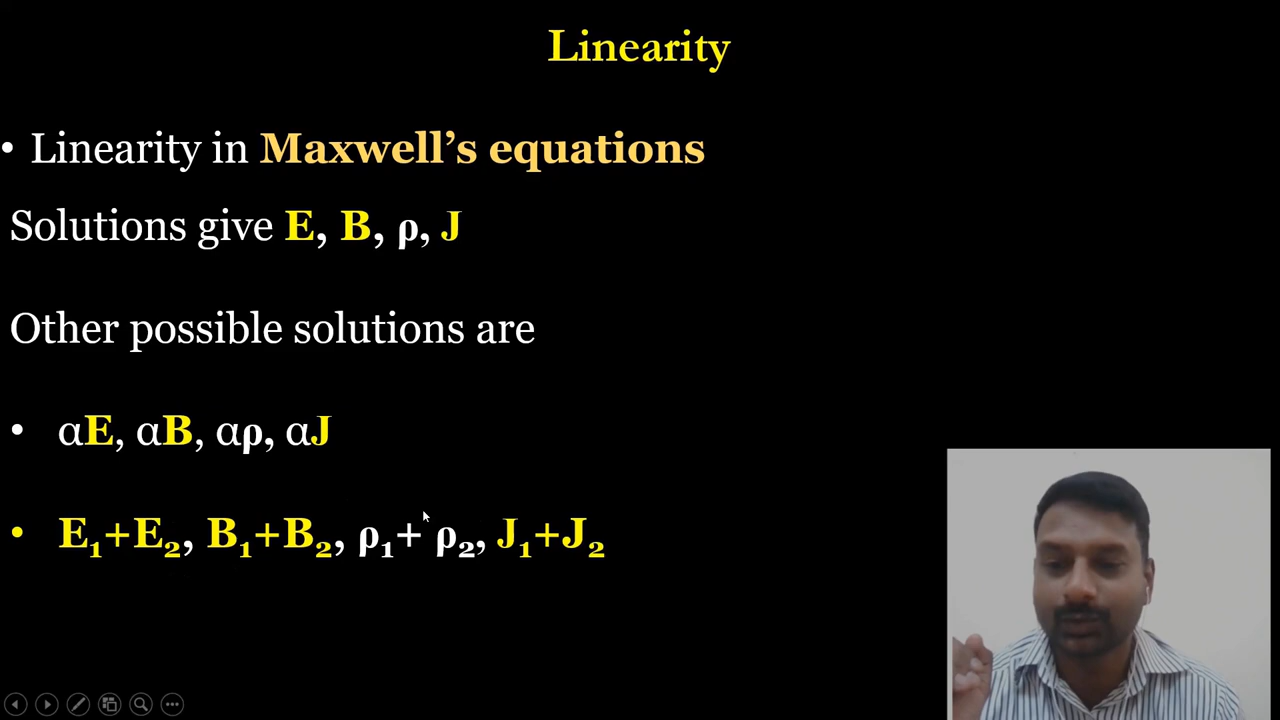 Linearity
• Linearity in Maxwell’s equations
Solutions give E, B, ρ, J
Other possible solutions are
• αE, αB, αρ, αJ
• E₁+E₂, B₁+B₂, ρ₁+ ρ₂, J₁+J₂